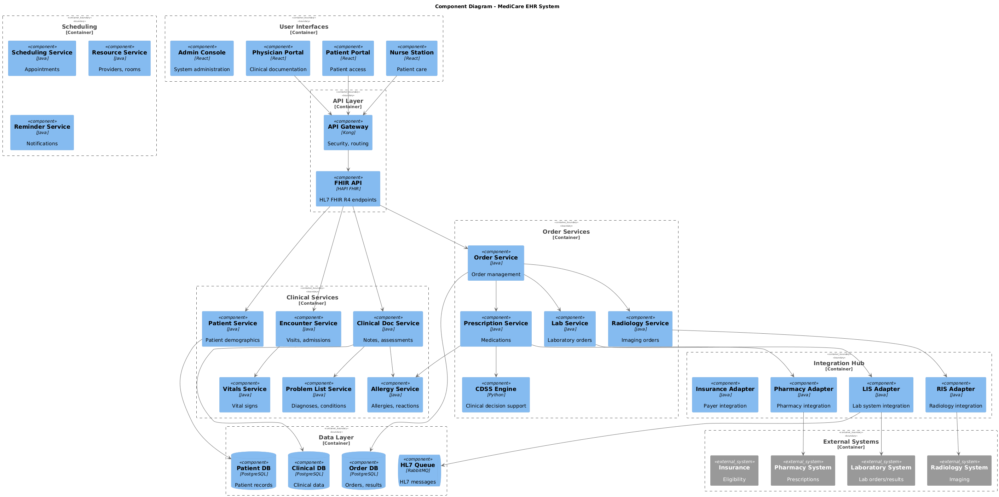 Component Diagram - MediCare EHR System
«container_boundary»
«boundary»
Scheduling
[Container]
«component»
Scheduling Service
[Java]
Appointments
«component»
Resource Service
[Java]
Providers, rooms
«component»
Reminder Service
[Java]
Notifications
«container_boundary»
«boundary»
User Interfaces
[Container]
«component»
Admin Console
[React]
System administration
«component»
Physician Portal
[React]
Clinical documentation
«component»
Patient Portal
[React]
Patient access
«component»
Nurse Station
[React]
Patient care
«container_boundary»
«boundary»
API Layer
[Container]
«component»
API Gateway
[Kong]
Security, routing
«component»
FHIR API
[HAPI FHIR]
HL7 FHIR R4 endpoints
«container_boundary»
«boundary»
Order Services
[Container]
«component»
Order Service
[Java]
Order management
«component»
Prescription Service
[Java]
Medications
«component»
Lab Service
[Java]
Laboratory orders
«component»
Radiology Service
[Java]
Imaging orders
«component»
CDSS Engine
[Python]
Clinical decision support
«container_boundary»
«boundary»
Clinical Services
[Container]
«component»
Patient Service
[Java]
Patient demographics
«component»
Encounter Service
[Java]
Visits, admissions
«component»
Clinical Doc Service
[Java]
Notes, assessments
«component»
Vitals Service
[Java]
Vital signs
«component»
Problem List Service
[Java]
Diagnoses, conditions
«component»
Allergy Service
[Java]
Allergies, reactions
«container_boundary»
«boundary»
Integration Hub
[Container]
«component»
Insurance Adapter
[Java]
Payer integration
«component»
Pharmacy Adapter
[Java]
Pharmacy integration
«component»
LIS Adapter
[Java]
Lab system integration
«component»
RIS Adapter
[Java]
Radiology integration
«container_boundary»
«boundary»
Data Layer
[Container]
«component»
Patient DB
[PostgreSQL]
Patient records
«component»
Clinical DB
[PostgreSQL]
Clinical data
«component»
Order DB
[PostgreSQL]
Orders, results
«component»
HL7 Queue
[RabbitMQ]
HL7 messages
«container_boundary»
«boundary»
External Systems
[Container]
«external_system»
Insurance
Eligibility
«external_system»
Pharmacy System
Prescriptions
«external_system»
Laboratory System
Lab orders/results
«external_system»
Radiology System
Imaging